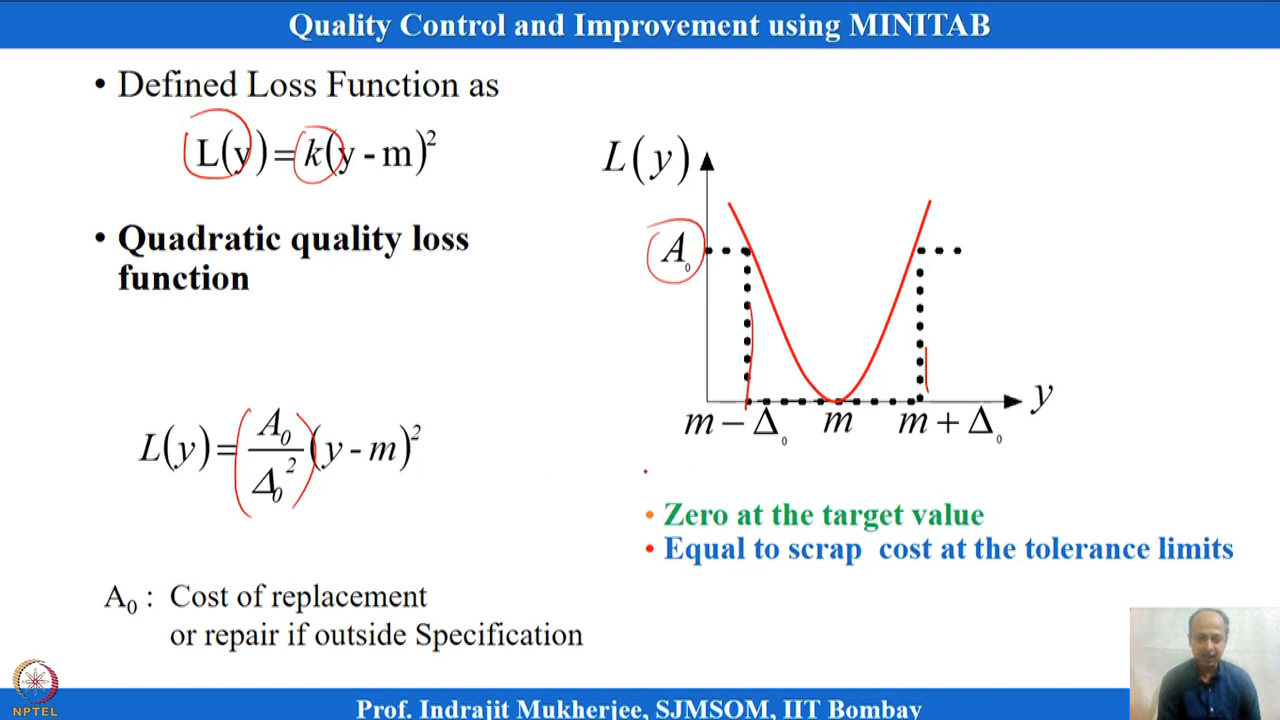 Quality Control and Improvement using MINITAB
• Defined Loss Function as
L(y)=k(y-m)²
• Quadratic quality loss
function
L(y)=A₀/Δ₀²(y-m)²
A₀ : Cost of replacement
or repair if outside Specification
L(y)
A₀
y
m-Δ₀ m m+Δ₀
• Zero at the target value
• Equal to scrap cost at the tolerance limits
NPTEL
Prof. Indrajit Mukherjee, SJMSOM, IIT Bombay